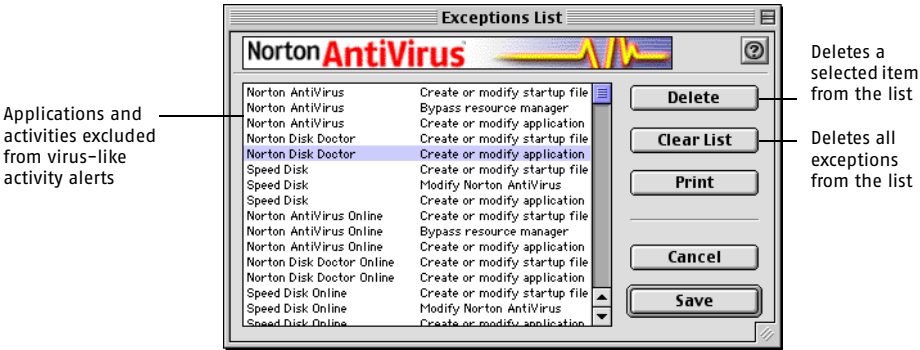 Exceptions List
Norton AntiVirus
?
Applications and
activities excluded
from virus-like
activity alerts
Norton AntiVirus Create or modify startup file
Norton AntiVirus Bypass resource manager
Norton AntiVirus Create or modify application
Norton Disk Doctor Create or modify startup file
Norton Disk Doctor Create or modify application
Speed Disk Create or modify startup file
Speed Disk Modify Norton AntiVirus
Speed Disk Create or modify application
Norton AntiVirus Online Create or modify startup file
Norton AntiVirus Online Bypass resource manager
Norton AntiVirus Online Create or modify application
Norton Disk Doctor Online Create or modify startup file
Norton Disk Doctor Online Create or modify application
Speed Disk Online Create or modify startup file
Speed Disk Online Modify Norton AntiVirus
Speed Disk Online Create or modify application
Delete
Clear List
Print
Cancel
Save
Deletes a
selected item
from the list
Deletes all
exceptions
from the list